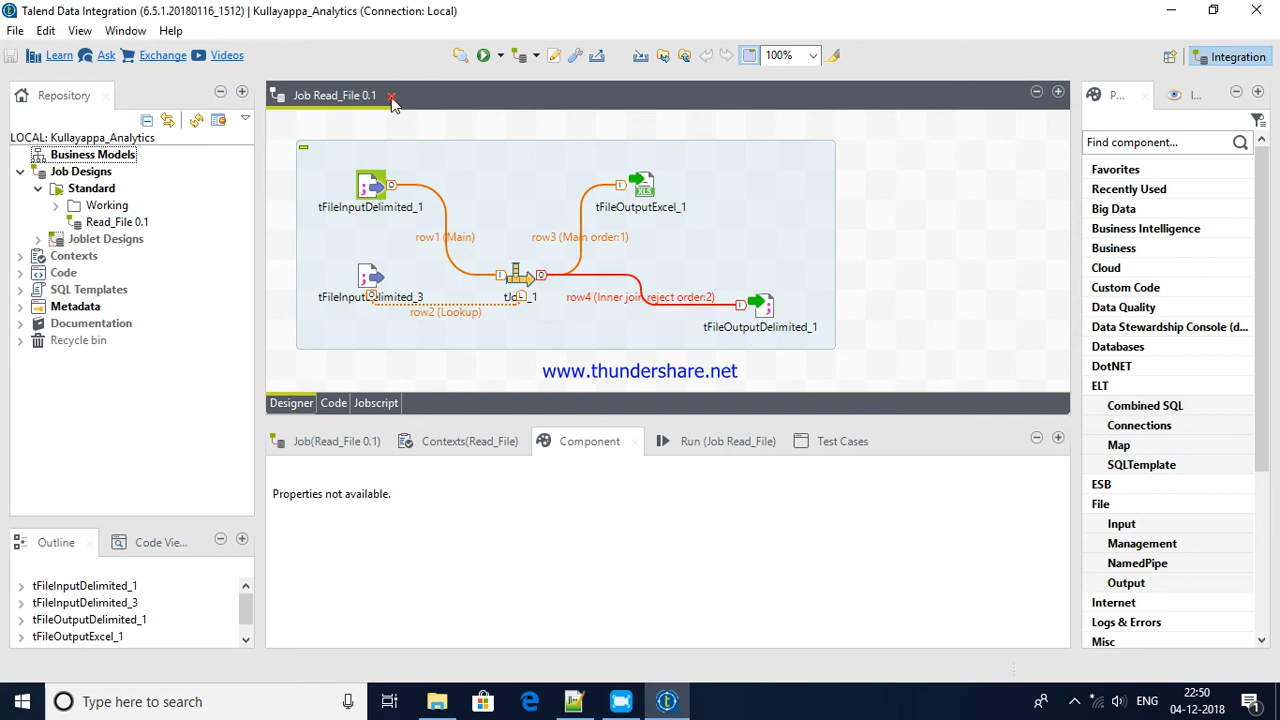 Talend Data Integration (6.5.1.20180116_1512) | Kullayappa_Analytics (Connection: Local)
File Edit View Window Help
Learn Ask Exchange Videos
100%
Integration
Repository
LOCAL: Kullayappa_Analytics
Business Models
Job Designs
Standard
Working
Read_File 0.1
Joblet Designs
Contexts
Code
SQL Templates
Metadata
Documentation
Recycle bin
Outline
Code Vie...
tFileInputDelimited_1
tFileInputDelimited_3
tFileOutputDelimited_1
tFileOutputExcel_1
Job Read_File 0.1
tFileInputDelimited_1
tFileOutputExcel_1
row1 (Main)
row3 (Main order:1)
row4 (Inner join reject order:2)
row2 (Lookup)
tFileOutputDelimited_1
www.thundershare.net
Designer Code Jobscript
Job(Read_File 0.1) Contexts(Read_File) Component Run (Job Read_File) Test Cases
Properties not available.
P...
I...
Find component...
Favorites
Recently Used
Big Data
Business Intelligence
Business
Cloud
Custom Code
Data Quality
Data Stewardship Console (d...
Databases
DotNET
ELT
Combined SQL
Connections
Map
SQLTemplate
ESB
File
Input
Management
NamedPipe
Output
Internet
Logs & Errors
Misc
Type here to search
ENG
22:50
04-12-2018
1